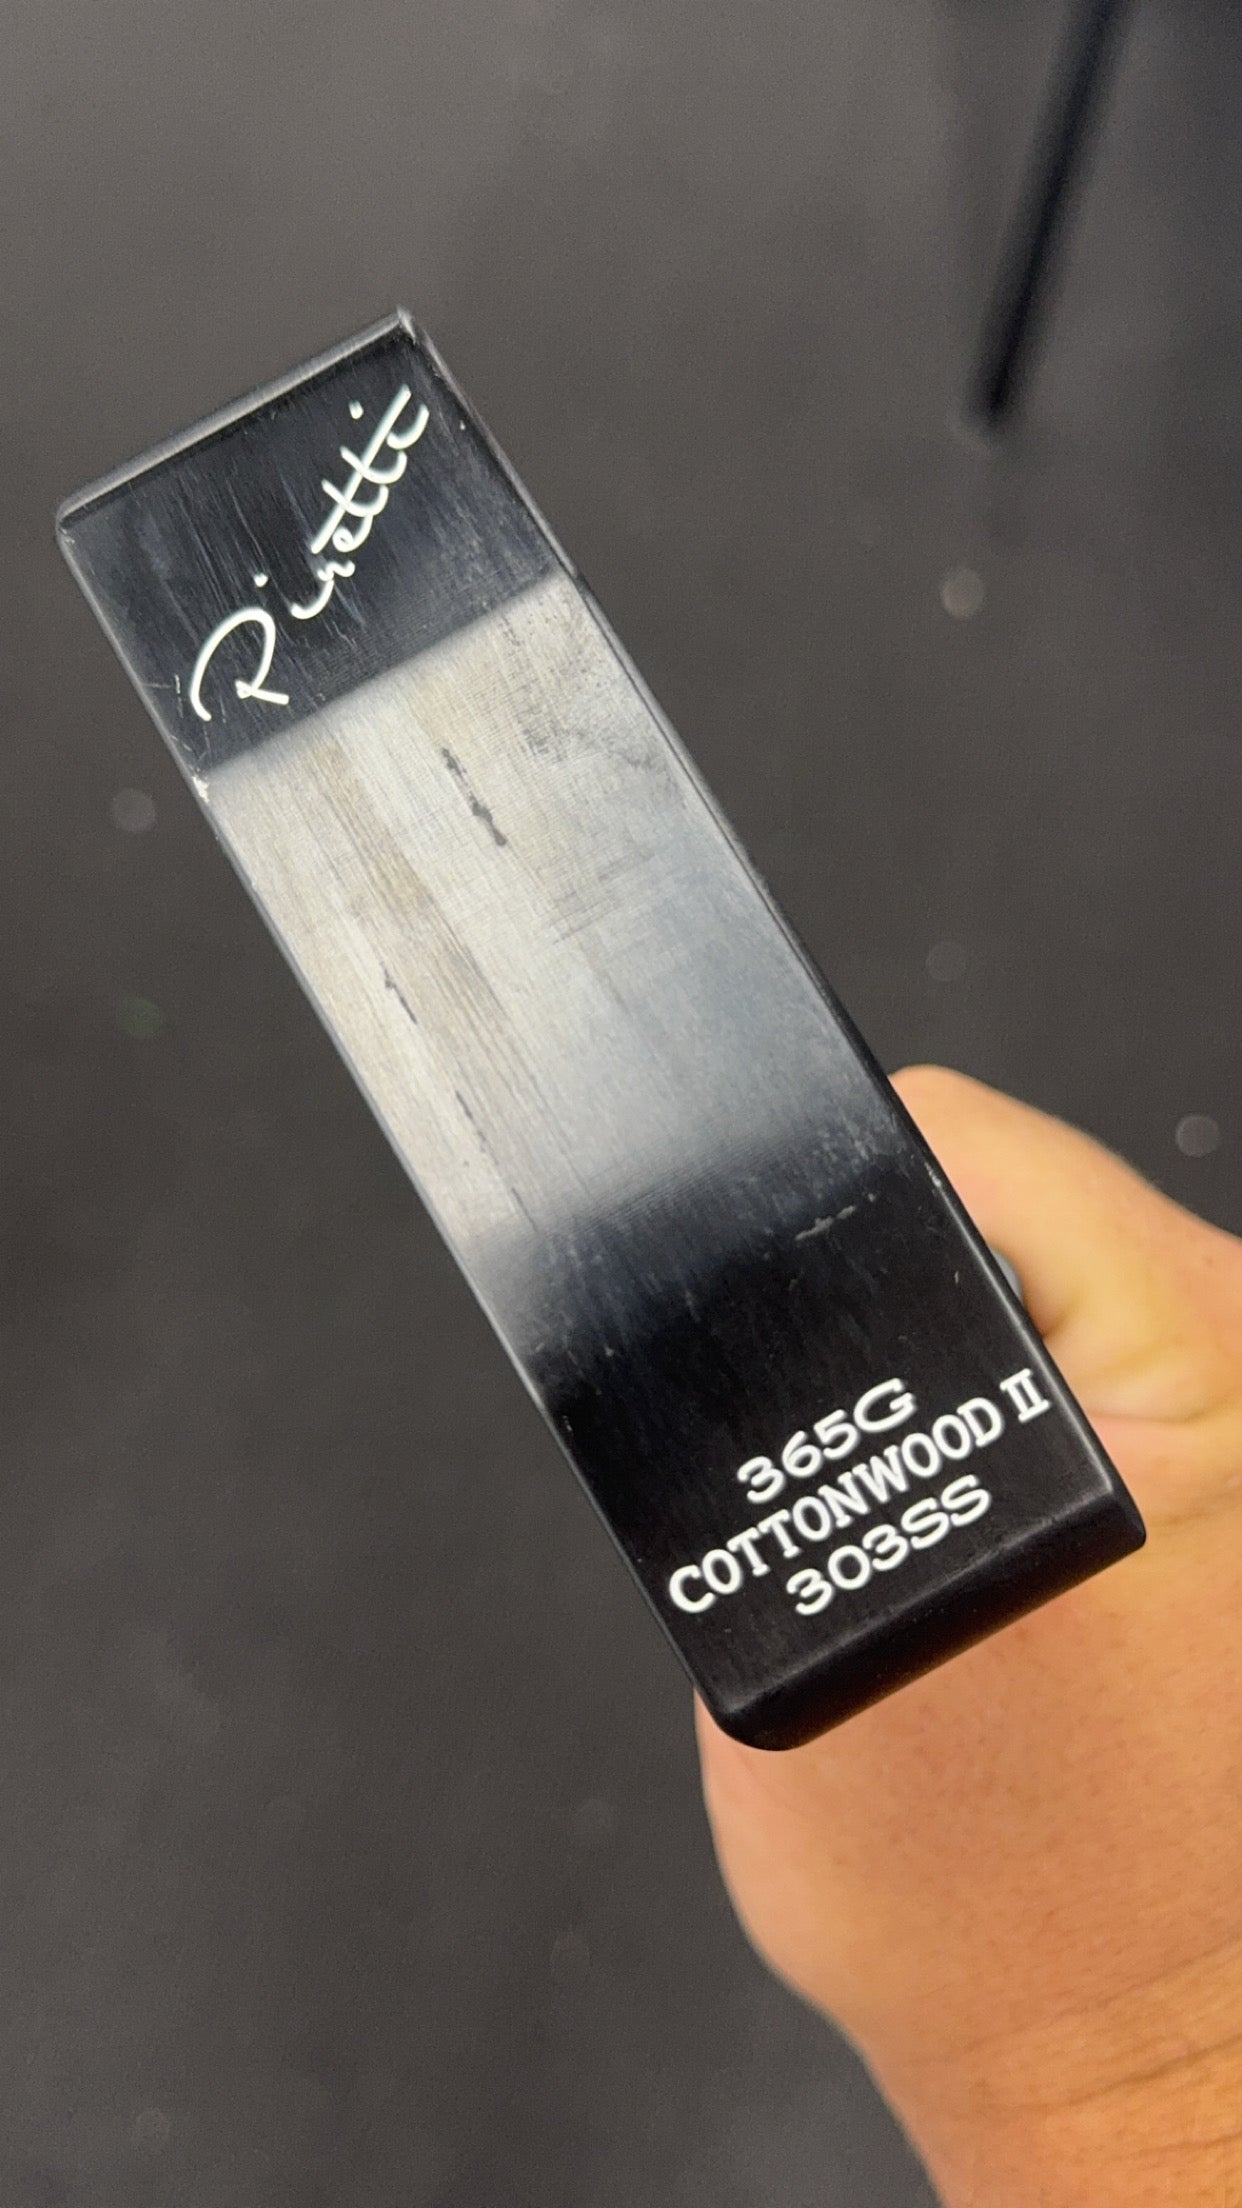 Piretti
365G
COTTONWOOD II
303SS